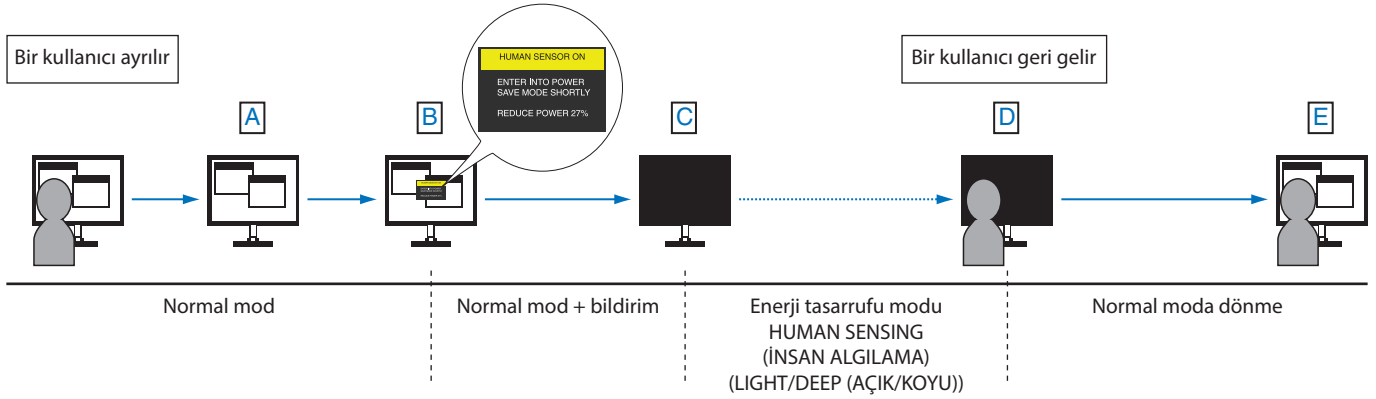 Bir kullanıcı ayrılır
HUMAN SENSOR ON
ENTER İNTO POWER
SAVE MODE SHORTLY
REDUCE POWER 27%
Bir kullanıcı geri gelir
A
B
C
D
E
Normal mod
Normal mod + bildirim
Enerji tasarrufu modu
HUMAN SENSING
(İNSAN ALGILAMA)
(LIGHT/DEEP (AÇIK/KOYU))
Normal moda dönme